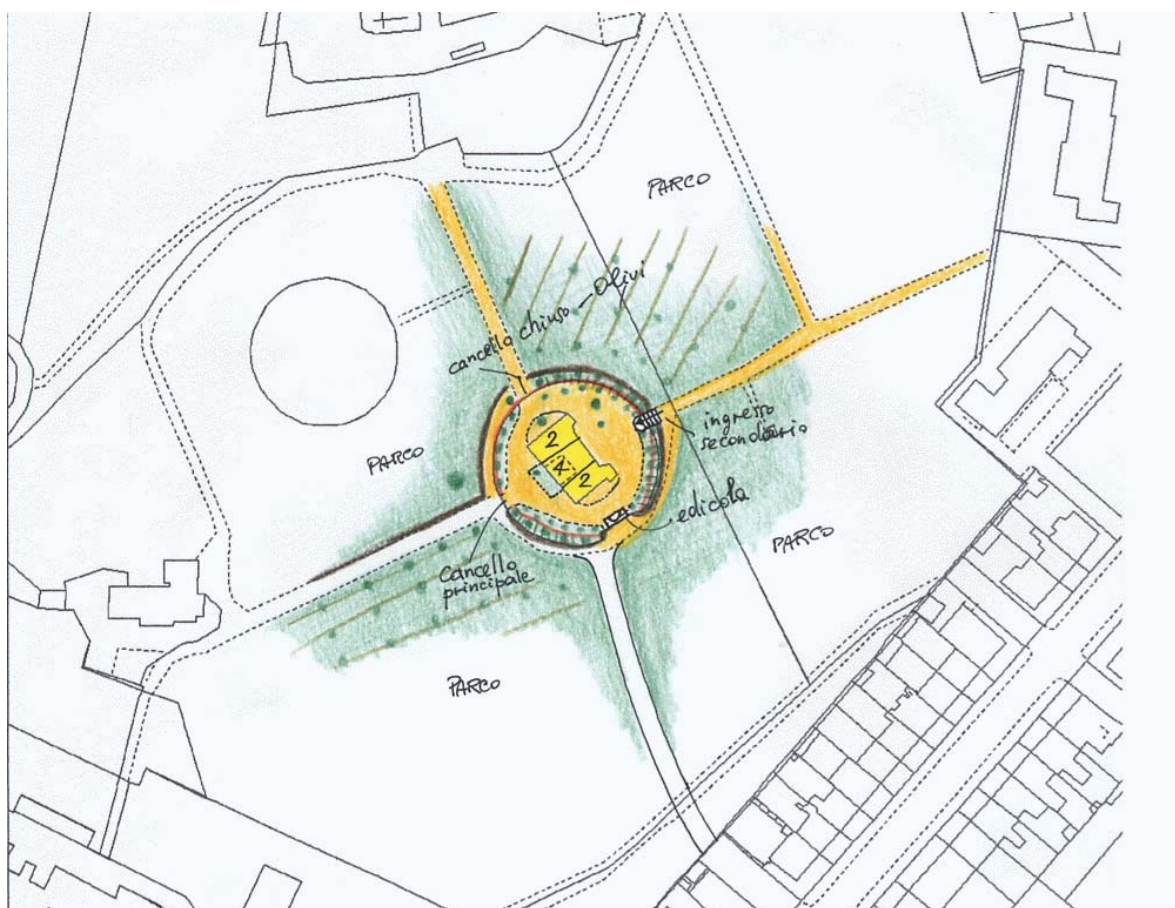 PARCO
cancello chiuso
Olivi
PARCO
ingresso
secondario
2
4
2
edicola
PARCO
Cancello
principale
PARCO